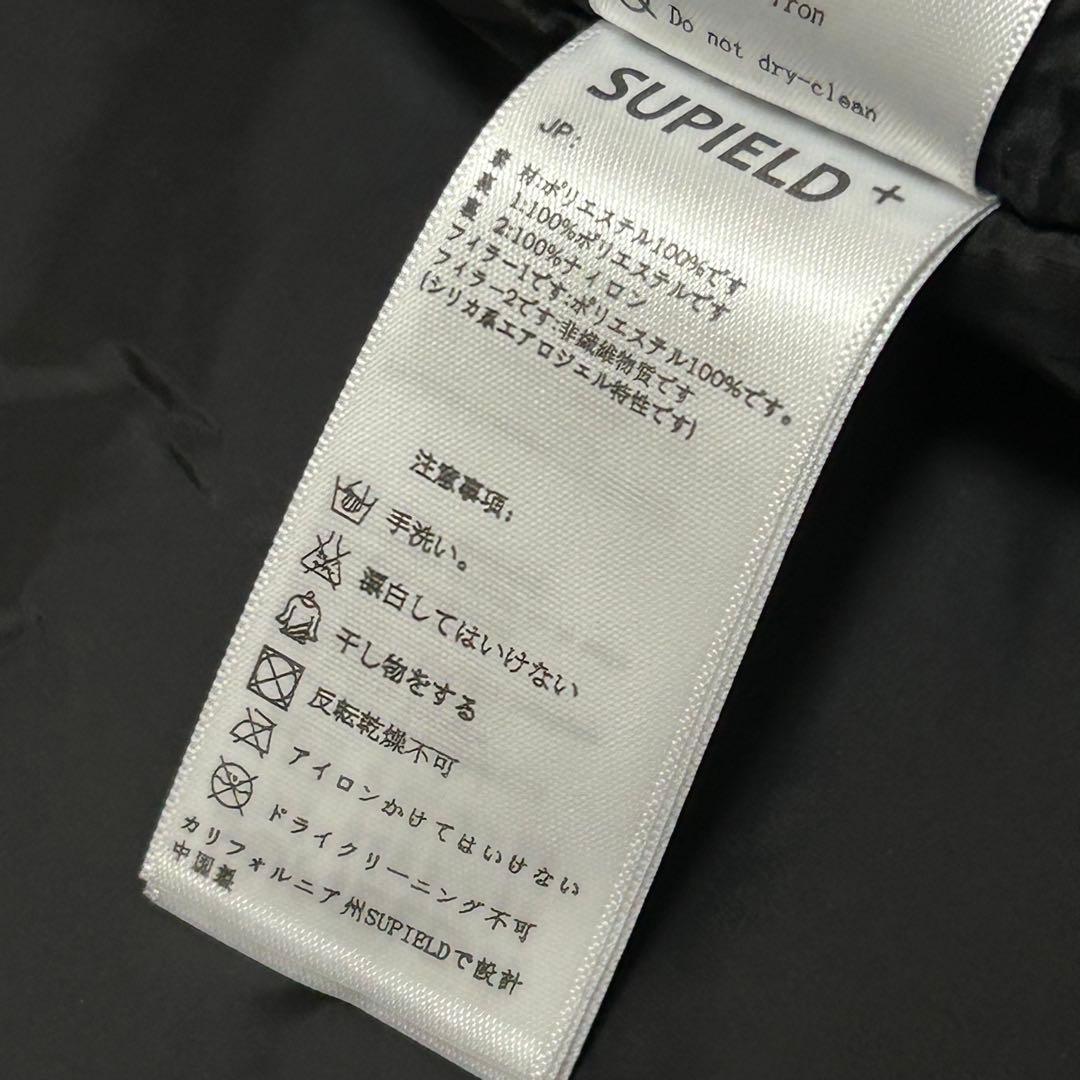 iron
Do not dry-clean
SUPIELD +
JP:
素 材:ポリエステル100%です
裏 1:100%ポリエステルです
裏 2:100%ナイロン
フィラー1です:ポリエステル100%です。
フィラー2です:非繊維物质です
(シリカ系エアロジェル特性です)
注意事項:
手洗い。
漂白してはいけない
干し物をする
反転乾燥不可
アイロンかけてはいけない
ドライクリーニング不可
カリフォルニア州SUPIELDで設計
中国製